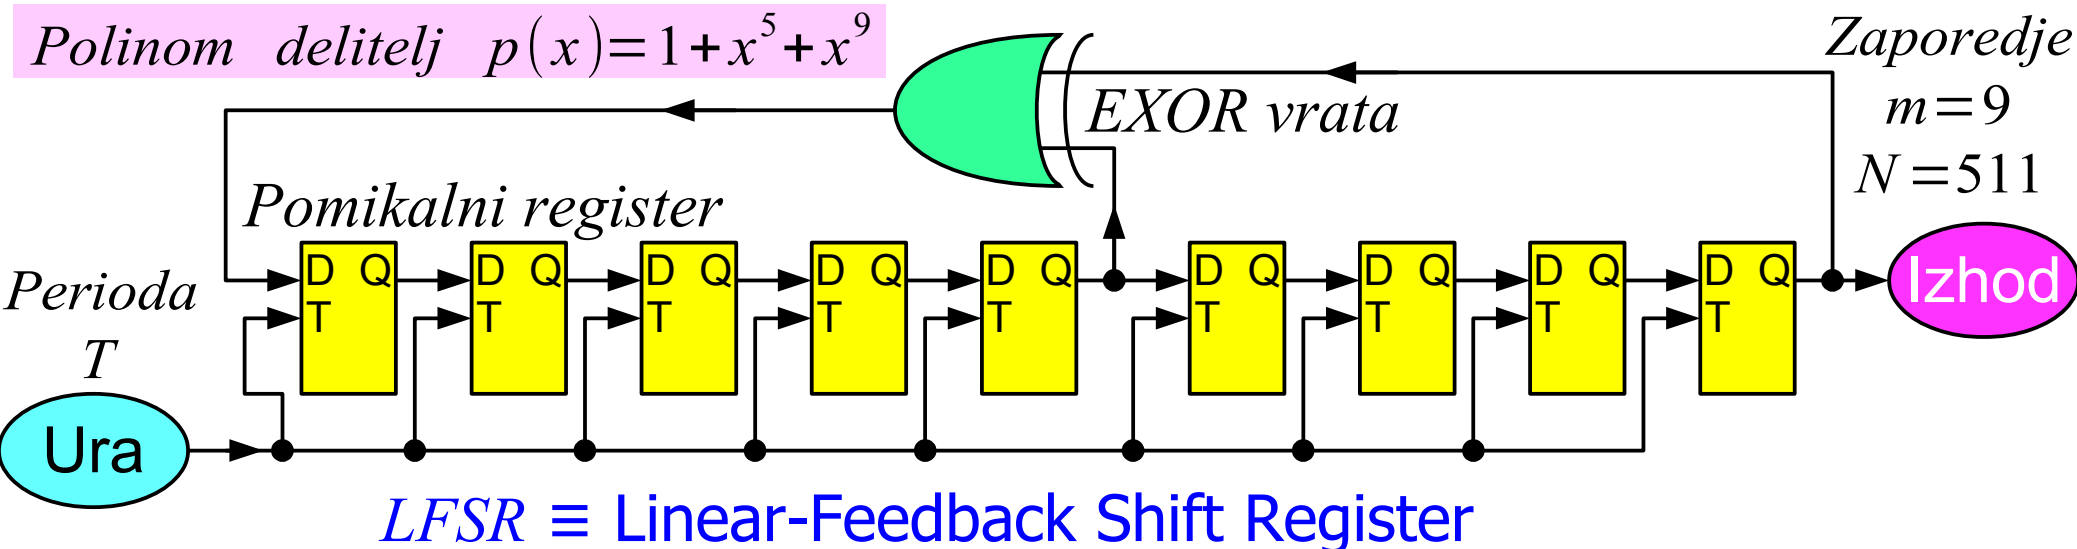 Polinom delitelj p(x)=1+x⁵+x⁹
Zaporedje
m=9
N=511
EXOR vrata
Pomikalni register
D Q D Q D Q D Q D Q D Q D Q D Q D Q
T T T T T T T T T
Izhod
Perioda
T
Ura
LFSR ≡ Linear-Feedback Shift Register